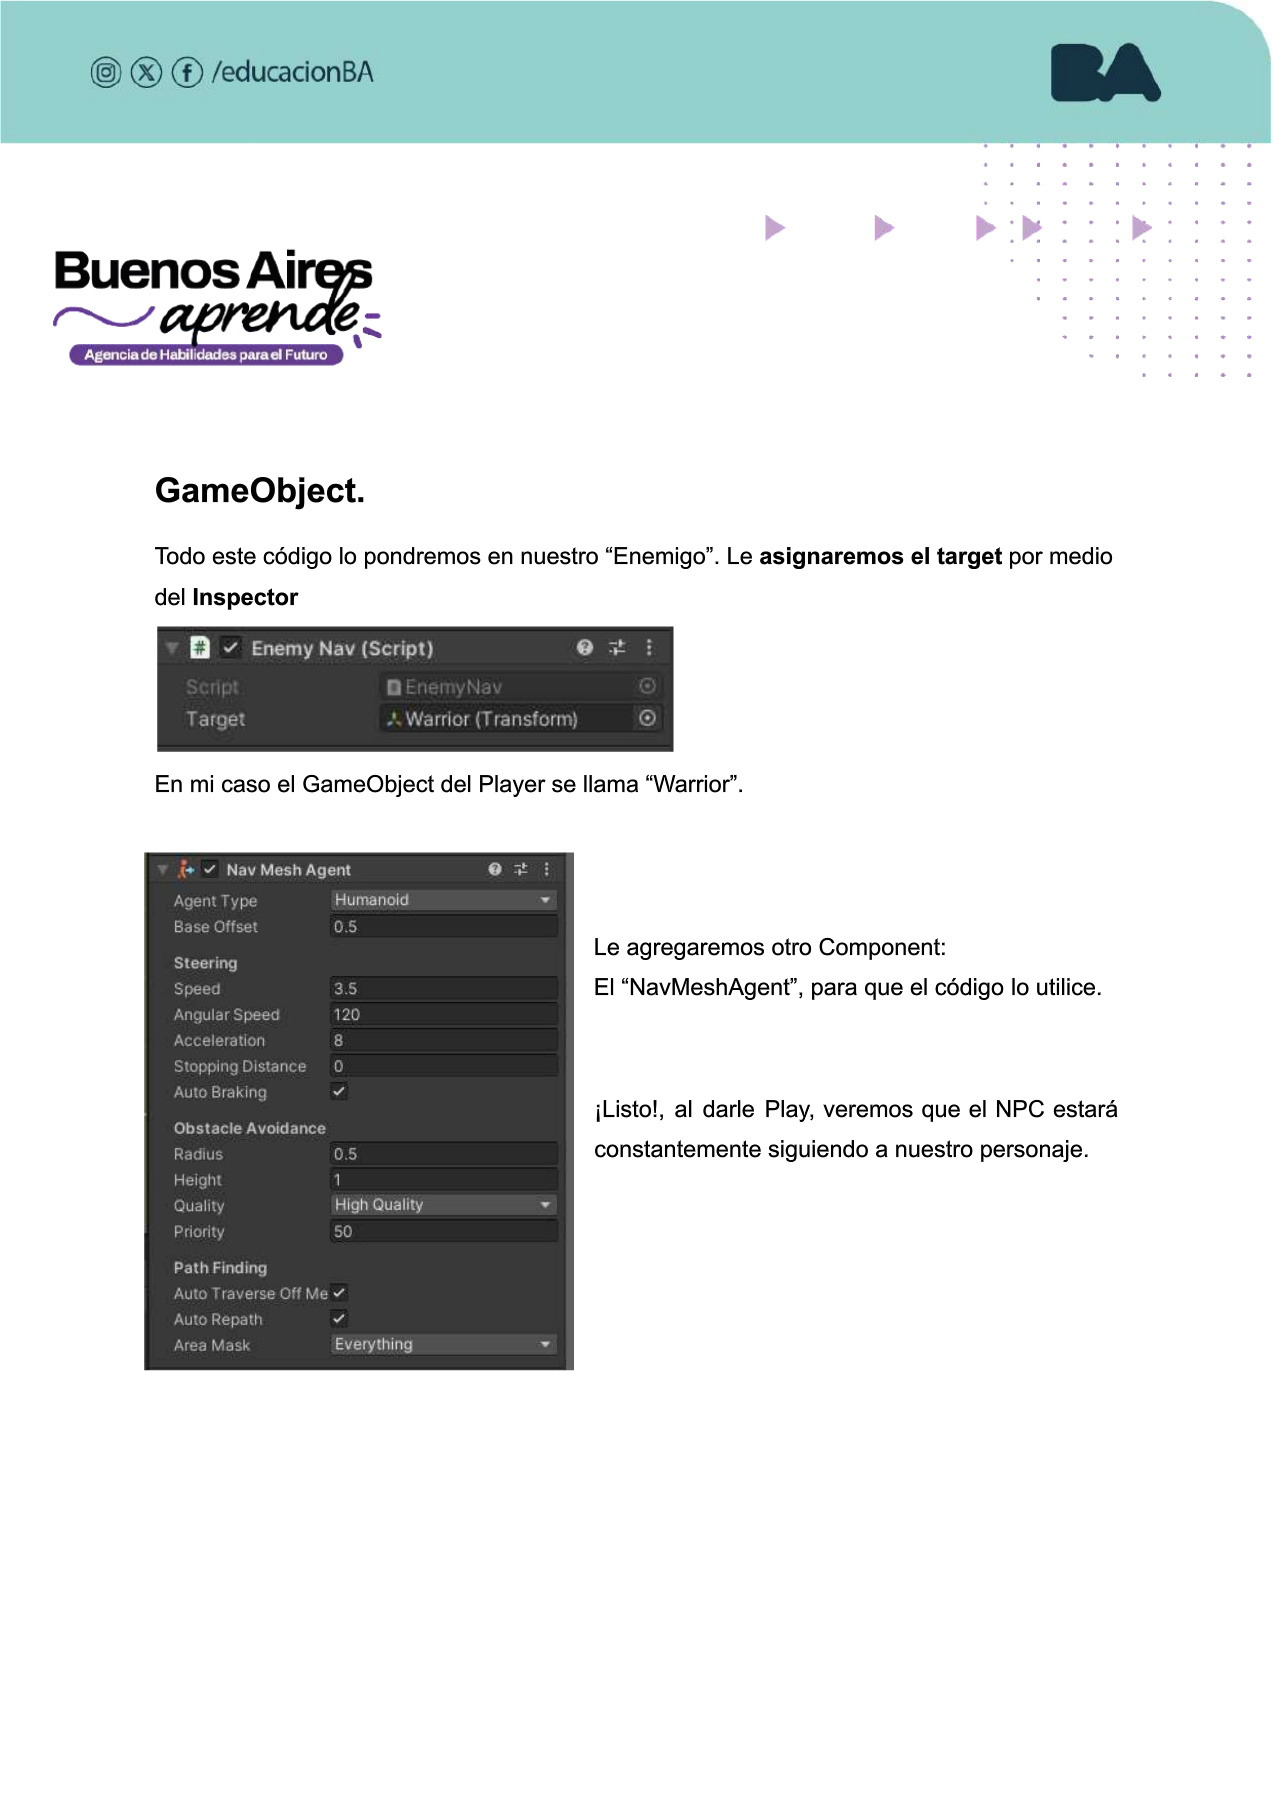 /educacionBA
BA
Buenos Aires
aprende
Agencia de Habilidades para el Futuro
GameObject.
Todo este código lo pondremos en nuestro “Enemigo”. Le asignaremos el target por medio
del Inspector
Enemy Nav (Script)
Script EnemyNav
Target Warrior (Transform)
En mi caso el GameObject del Player se llama “Warrior”.
Nav Mesh Agent
Agent Type Humanoid
Base Offset 0.5
Steering
Speed 3.5
Angular Speed 120
Acceleration 8
Stopping Distance 0
Auto Braking
Obstacle Avoidance
Radius 0.5
Height 1
Quality High Quality
Priority 50
Path Finding
Auto Traverse Off Me
Auto Repath
Area Mask Everything
Le agregaremos otro Component:
El “NavMeshAgent”, para que el código lo utilice.
¡Listo!, al darle Play, veremos que el NPC estará
constantemente siguiendo a nuestro personaje.